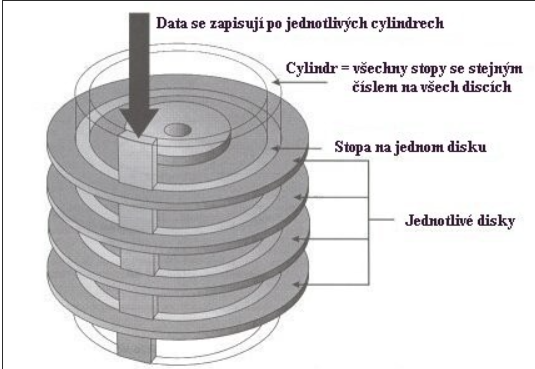 Data se zapisují po jednotlivých cylindrech
Cylindr = všechny stopy se stejným
číslem na všech discích
Stopa na jednom disku
Jednotlivé disky